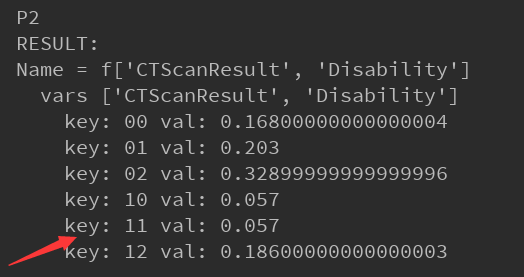 P2
RESULT:
Name = f['CTScanResult', 'Disability']
vars ['CTScanResult', 'Disability']
key: 00 val: 0.16800000000000004
key: 01 val: 0.203
key: 02 val: 0.32899999999999996
key: 10 val: 0.057
key: 11 val: 0.057
key: 12 val: 0.18600000000000003